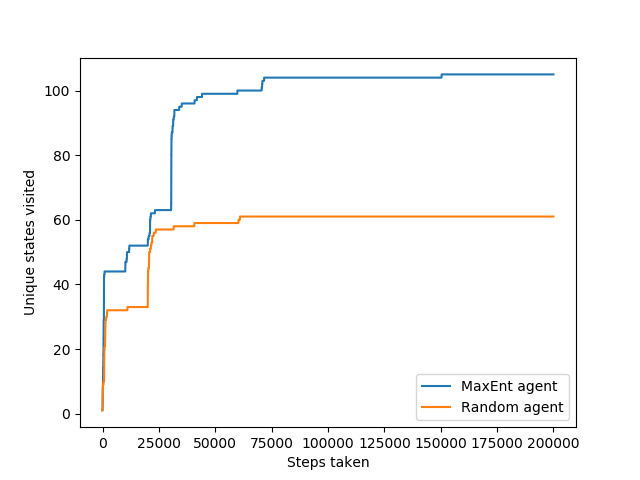 100
80
60
40
20
0
Unique states visited
MaxEnt agent
Random agent
0 25000 50000 75000 100000 125000 150000 175000 200000
Steps taken